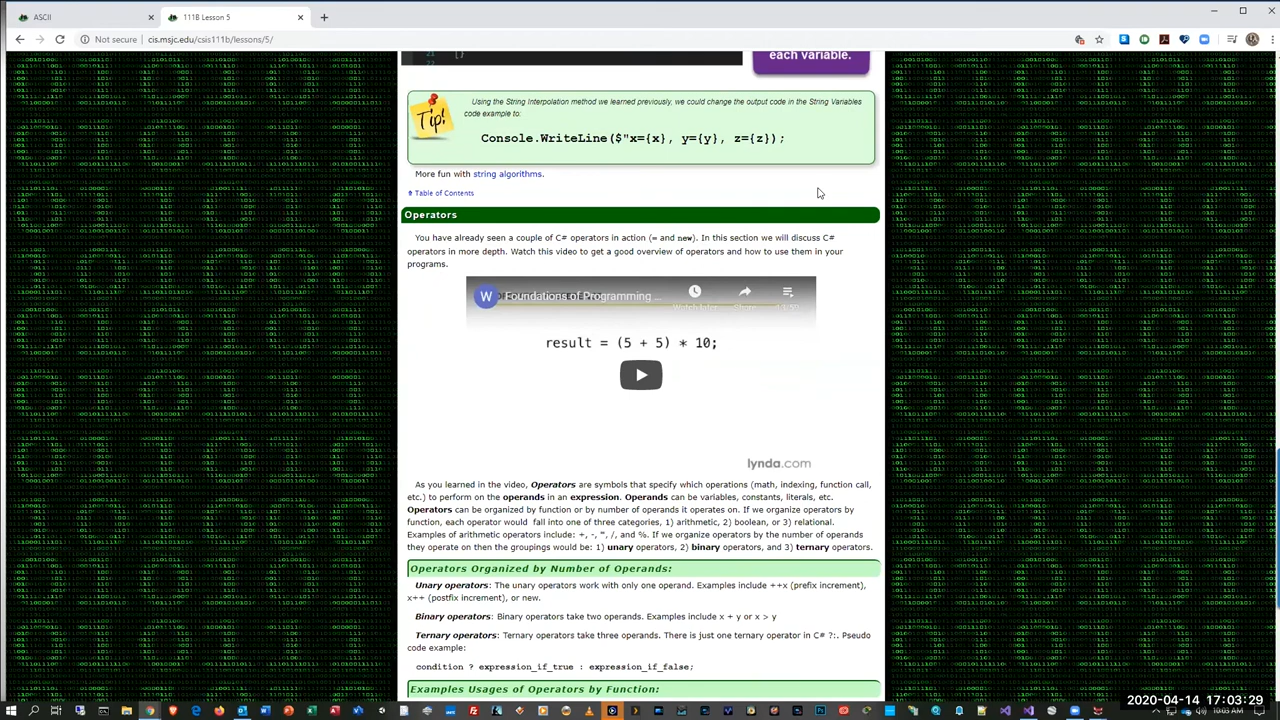 ASCII
111B Lesson 5
Not secure
cis.msjc.edu/csis111b/lessons/5/
21
each variable.
Tip!
Using the String Interpolation method we learned previously, we could change the output code in the String Variables
code example to:
Console.WriteLine($"x={x}, y={y}, z={z});
More fun with string algorithms.
Table of Contents
Operators
You have already seen a couple of C# operators in action (= and new). In this section we will discuss C#
operators in more depth. Watch this video to get a good overview of operators and how to use them in your
programs.
W
Foundations of Programming ...
result = (5 + 5) * 10;
lynda.com
As you learned in the video, Operators are symbols that specify which operations (math, indexing, function call,
etc.) to perform on the operands in an expression. Operands can be variables, constants, literals, etc.
Operators can be organized by function or by number of operands it operates on. If we organize operators by
function, each operator would fall into one of three categories, 1) arithmetic, 2) boolean, or 3) relational.
Examples of arithmetic operators include: +, -, *, /, and %. If we organize operators by the number of operands
they operate on then the groupings would be: 1) unary operators, 2) binary operators, and 3) ternary operators.
Operators Organized by Number of Operands:
Unary operators: The unary operators work with only one operand. Examples include ++x (prefix increment),
x++ (postfix increment), or new.
Binary operators: Binary operators take two operands. Examples include x + y or x > y
Ternary operators: Ternary operators take three operands. There is just one ternary operator in C# ?:. Pseudo
code example:
condition ? expression_if_true : expression_if_false;
Examples Usages of Operators by Function:
2020-04-14 17:03:29
10:03 AM